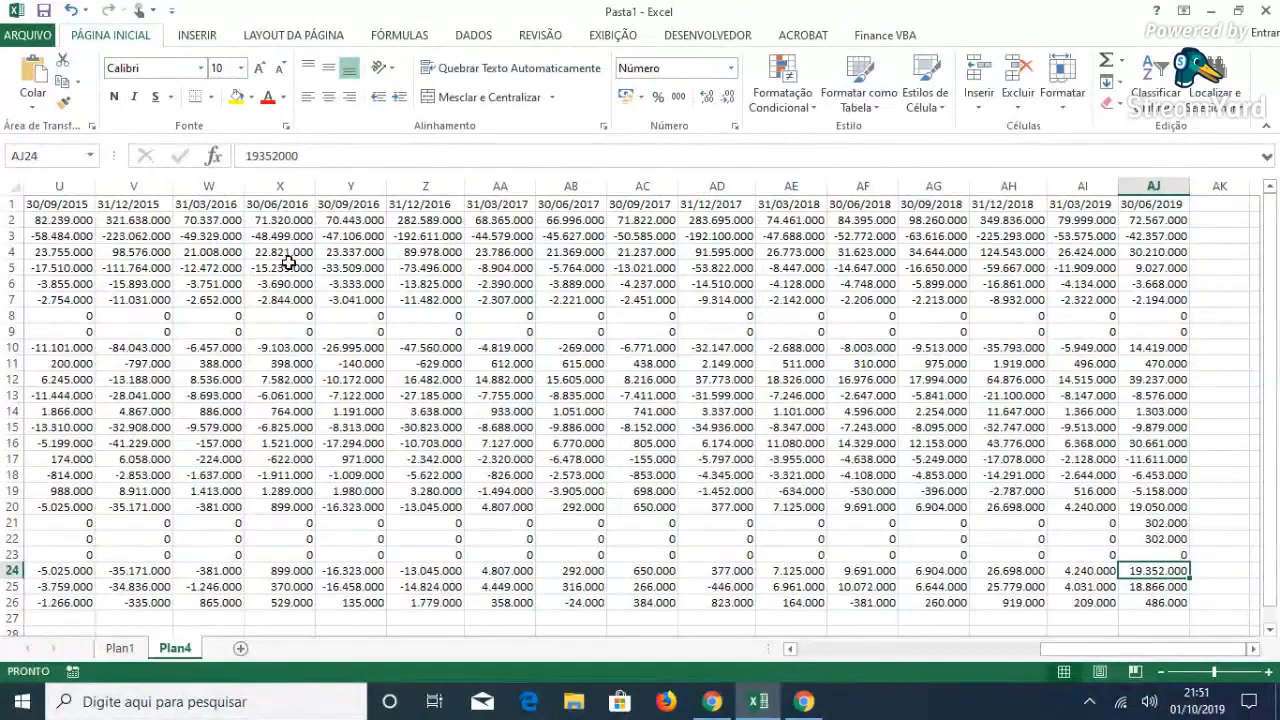 Pasta1 - Excel
Powered by
Entrar
ARQUIVO PÁGINA INICIAL INSERIR LAYOUT DA PÁGINA FÓRMULAS DADOS REVISÃO EXIBIÇÃO DESENVOLVEDOR ACROBAT Finance VBA
Colar Calibri 10 Quebrar Texto Automaticamente Número Formatação Condicional Formatar como Tabela Estilos de Célula Inserir Excluir Formatar Classificar Localizar e
N I S Mesclar e Centralizar % 000
StreamYard
Área de Transf... Fonte Alinhamento Número Estilo Células Edição
AJ24 19352000
U V W X Y Z AA AB AC AD AE AF AG AH AI AJ AK
1 30/09/2015 31/12/2015 31/03/2016 30/06/2016 30/09/2016 31/12/2016 31/03/2017 30/06/2017 30/09/2017 31/12/2017 31/03/2018 30/06/2018 30/09/2018 31/12/2018 31/03/2019 30/06/2019
2 82.239.000 321.638.000 70.337.000 71.320.000 70.443.000 282.589.000 68.365.000 66.996.000 71.822.000 283.695.000 74.461.000 84.395.000 98.260.000 349.836.000 79.999.000 72.567.000
3 -58.484.000 -223.062.000 -49.329.000 -48.499.000 -47.106.000 -192.611.000 -44.579.000 -45.627.000 -50.585.000 -192.100.000 -47.688.000 -52.772.000 -63.616.000 -225.293.000 -53.575.000 -42.357.000
4 23.755.000 98.576.000 21.008.000 22.821.000 23.337.000 89.978.000 23.786.000 21.369.000 21.237.000 91.595.000 26.773.000 31.623.000 34.644.000 124.543.000 26.424.000 30.210.000
5 -17.510.000 -111.764.000 -12.472.000 -33.509.000 -73.496.000 -8.904.000 -5.764.000 -13.021.000 -53.822.000 -8.447.000 -14.647.000 -16.650.000 -59.667.000 -11.909.000 9.027.000
6 -3.855.000 -15.893.000 -3.751.000 -3.690.000 -3.333.000 -13.825.000 -2.390.000 -3.889.000 -4.237.000 -14.510.000 -4.128.000 -4.748.000 -5.899.000 -16.861.000 -4.134.000 -3.668.000
7 -2.754.000 -11.031.000 -2.652.000 -2.844.000 -3.041.000 -11.482.000 -2.307.000 -2.221.000 -2.451.000 -9.314.000 -2.142.000 -2.206.000 -2.213.000 -8.932.000 -2.322.000 -2.194.000
8 0 0 0 0 0 0 0 0 0 0 0 0 0 0 0 0
9 0 0 0 0 0 0 0 0 0 0 0 0 0 0 0 0
10 -11.101.000 -84.043.000 -6.457.000 -9.103.000 -26.995.000 -47.560.000 -4.819.000 -269.000 -6.771.000 -32.147.000 -2.688.000 -8.003.000 -9.513.000 -35.793.000 -5.949.000 14.419.000
11 200.000 -797.000 388.000 398.000 -140.000 -629.000 612.000 615.000 438.000 2.149.000 511.000 310.000 975.000 1.919.000 496.000 470.000
12 6.245.000 -13.188.000 8.536.000 7.582.000 -10.172.000 16.482.000 14.882.000 15.605.000 8.216.000 37.773.000 18.326.000 16.976.000 17.994.000 64.876.000 14.515.000 39.237.000
13 -11.444.000 -28.041.000 -8.693.000 -6.061.000 -7.122.000 -27.185.000 -7.755.000 -8.835.000 -7.411.000 -31.599.000 -7.246.000 -2.647.000 -5.841.000 -21.100.000 -8.147.000 -8.576.000
14 1.866.000 4.867.000 886.000 764.000 1.191.000 3.638.000 933.000 1.051.000 741.000 3.337.000 1.101.000 4.596.000 2.254.000 11.647.000 1.366.000 1.303.000
15 -13.310.000 -32.908.000 -9.579.000 -6.825.000 -8.313.000 -30.823.000 -8.688.000 -9.886.000 -8.152.000 -34.936.000 -8.347.000 -7.243.000 -8.095.000 -32.747.000 -9.513.000 -9.879.000
16 -5.199.000 -41.229.000 -157.000 1.521.000 -17.294.000 -10.703.000 7.127.000 6.770.000 805.000 6.174.000 11.080.000 14.329.000 12.153.000 43.776.000 6.368.000 30.661.000
17 174.000 6.058.000 -224.000 -622.000 971.000 -2.342.000 -2.320.000 -6.478.000 -155.000 -5.797.000 -3.955.000 -4.638.000 -5.249.000 -17.078.000 -2.128.000 -11.611.000
18 -814.000 -2.853.000 -1.637.000 -1.911.000 -1.009.000 -5.622.000 -826.000 -2.573.000 -853.000 -4.345.000 -3.321.000 -4.108.000 -4.853.000 -14.291.000 -2.644.000 -6.453.000
19 988.000 8.911.000 1.413.000 1.289.000 1.980.000 3.280.000 -1.494.000 -3.905.000 698.000 -1.452.000 -634.000 -530.000 -396.000 -2.787.000 516.000 -5.158.000
20 -5.025.000 -35.171.000 -381.000 899.000 -16.323.000 -13.045.000 4.807.000 292.000 650.000 377.000 7.125.000 9.691.000 6.904.000 26.698.000 4.240.000 19.050.000
21 0 0 0 0 0 0 0 0 0 0 0 0 0 0 0 302.000
22 0 0 0 0 0 0 0 0 0 0 0 0 0 0 0 302.000
23 0 0 0 0 0 0 0 0 0 0 0 0 0 0 0 0
24 -5.025.000 -35.171.000 -381.000 899.000 -16.323.000 -13.045.000 4.807.000 292.000 650.000 377.000 7.125.000 9.691.000 6.904.000 26.698.000 4.240.000 19.352.000
25 -3.759.000 -34.836.000 -1.246.000 370.000 -16.458.000 -14.824.000 4.449.000 316.000 266.000 -446.000 6.961.000 10.072.000 6.644.000 25.779.000 4.031.000 18.866.000
26 -1.266.000 -335.000 865.000 529.000 135.000 1.779.000 358.000 -24.000 384.000 823.000 164.000 -381.000 260.000 919.000 209.000 486.000
27
28
Plan1 Plan4
PRONTO
Digite aqui para pesquisar
21:51
01/10/2019